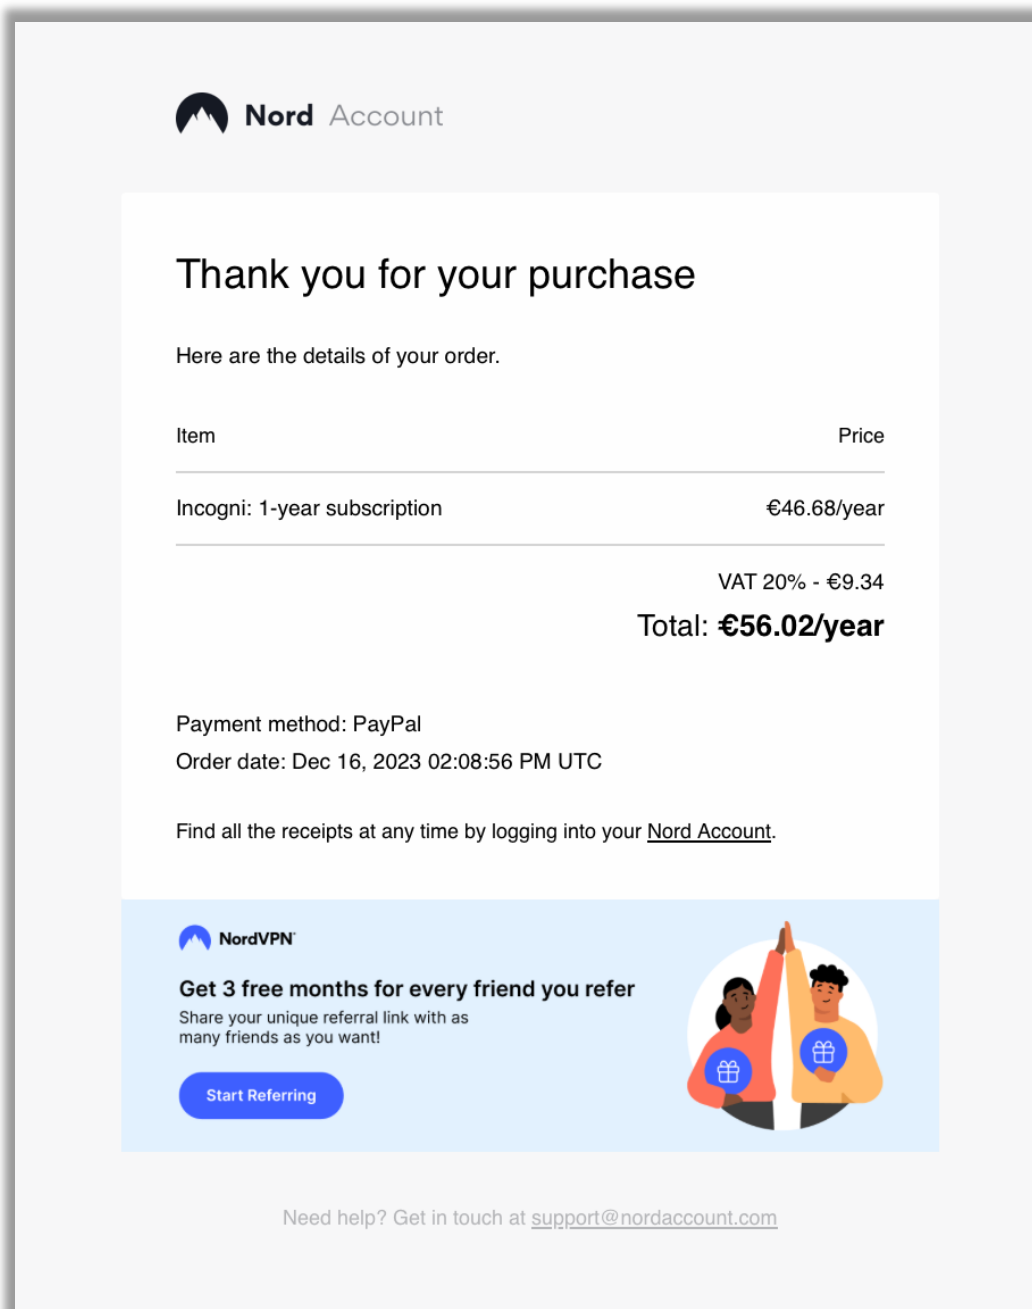 Nord Account
Thank you for your purchase
Here are the details of your order.
Item Price
Incogni: 1-year subscription €46.68/year
VAT 20% - €9.34
Total: €56.02/year
Payment method: PayPal
Order date: Dec 16, 2023 02:08:56 PM UTC
Find all the receipts at any time by logging into your Nord Account.
NordVPN
Get 3 free months for every friend you refer
Share your unique referral link with as
many friends as you want!
Start Referring
Need help? Get in touch at support@nordaccount.com